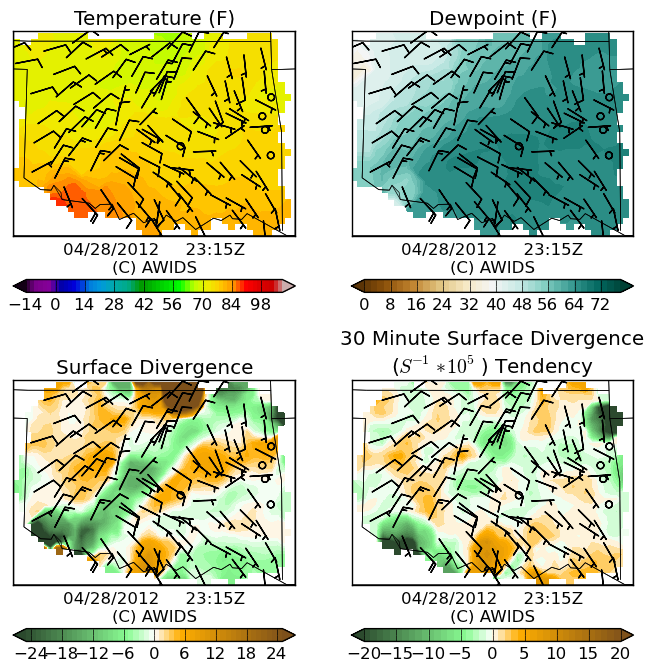 Temperature (F)
Dewpoint (F)
04/28/2012 23:15Z
(C) AWIDS
04/28/2012 23:15Z
(C) AWIDS
−14 0 14 28 42 56 70 84 98
0 8 16 24 32 40 48 56 64 72
Surface Divergence
30 Minute Surface Divergence
(S⁻¹ *10⁵ ) Tendency
04/28/2012 23:15Z
(C) AWIDS
04/28/2012 23:15Z
(C) AWIDS
−24 −18 −12 −6 0 6 12 18 24
−20 −15 −10 −5 0 5 10 15 20